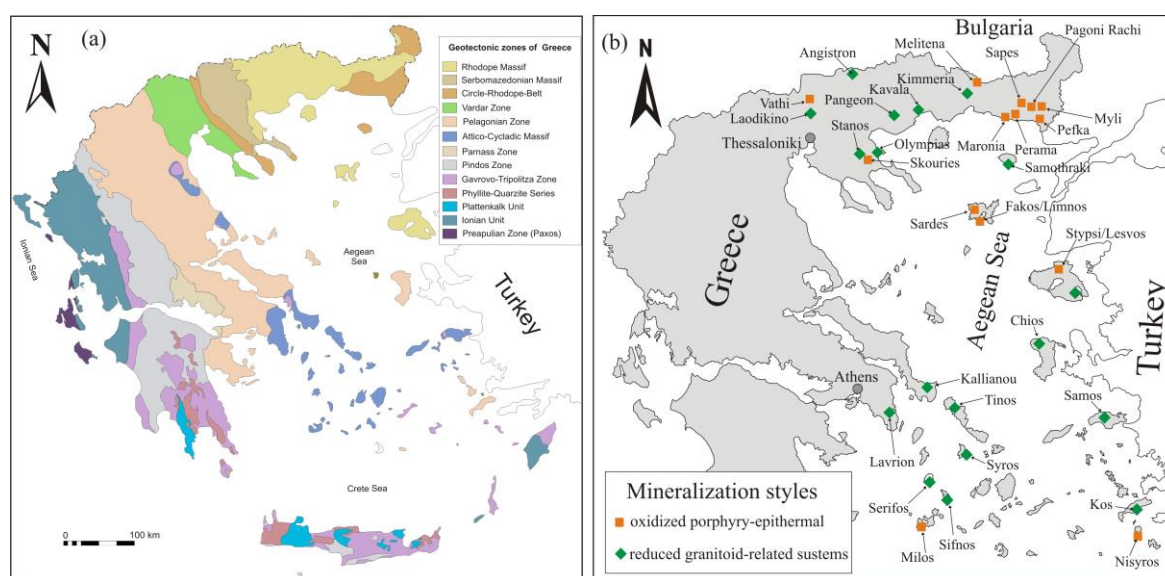 (a)
N
Geotectonic zones of Greece
Rhodope Massif
Serbomazedonian Massif
Circle-Rhodope-Belt
Vardar Zone
Pelagonian Zone
Attico-Cycladic Massif
Parnass Zone
Pindos Zone
Gavrovo-Tripolitza Zone
Phyllite-Quarzite Series
Plattenkalk Unit
Ionian Unit
Preapulian Zone (Paxos)
Ionian Sea
Aegean
Sea
Turkey
Crete Sea
0 100 km
(b)
N
Bulgaria
Pagoni Rachi
Melitena
Sapes
Angistron
Kimmeria
Kavala
Vathi
Pangeon
Laodikino
Myli
Stanos
Pefka
Thessaloniki
Olympias
Maronia
Perama
Skouries
Samothraki
Fakos/Limnos
Sardes
Stypsi/Lesvos
Greece
Aegean Sea
Turkey
Chios
Athens
Kallianou
Tinos
Samos
Lavrion
Syros
Serifos
Kos
Sifnos
Milos
Nisyros
Mineralization styles
oxidized porphyry-epithermal
reduced granitoid-related sustems